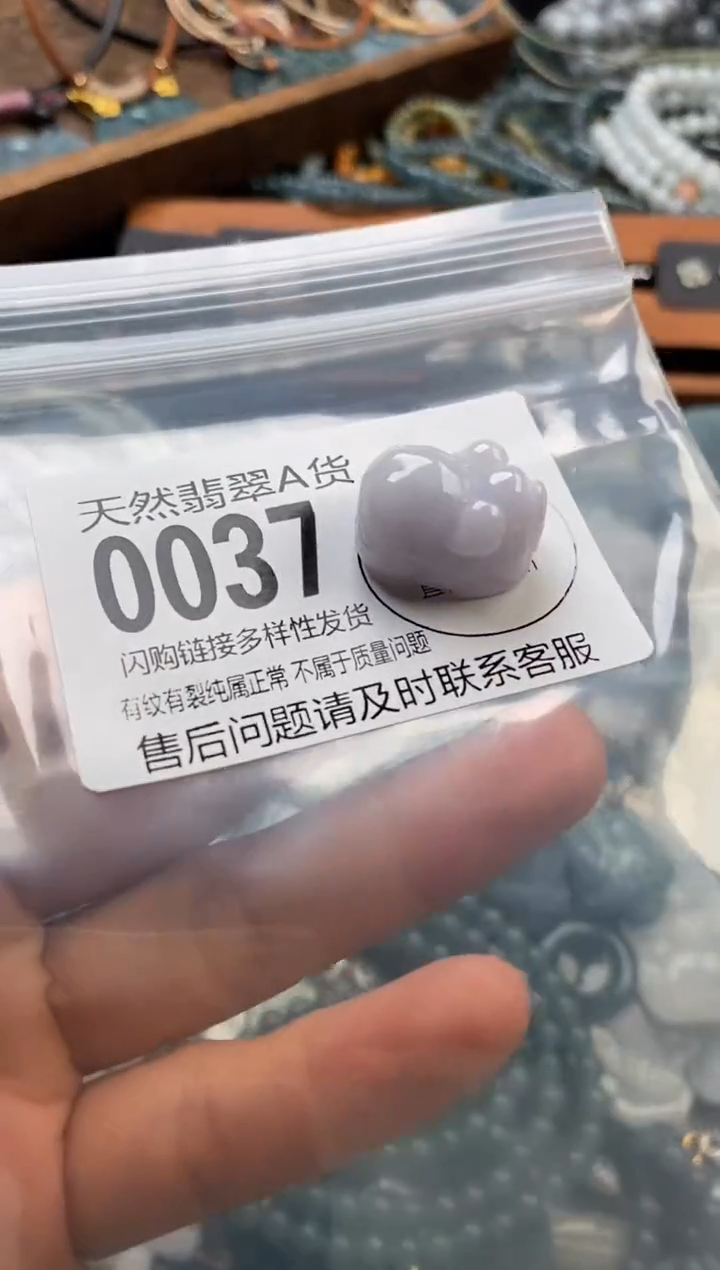 天然翡翠A货
0037
闪购链接多样性发货
有纹有裂纯属正常 不属于质量问题
售后问题请及时联系客服